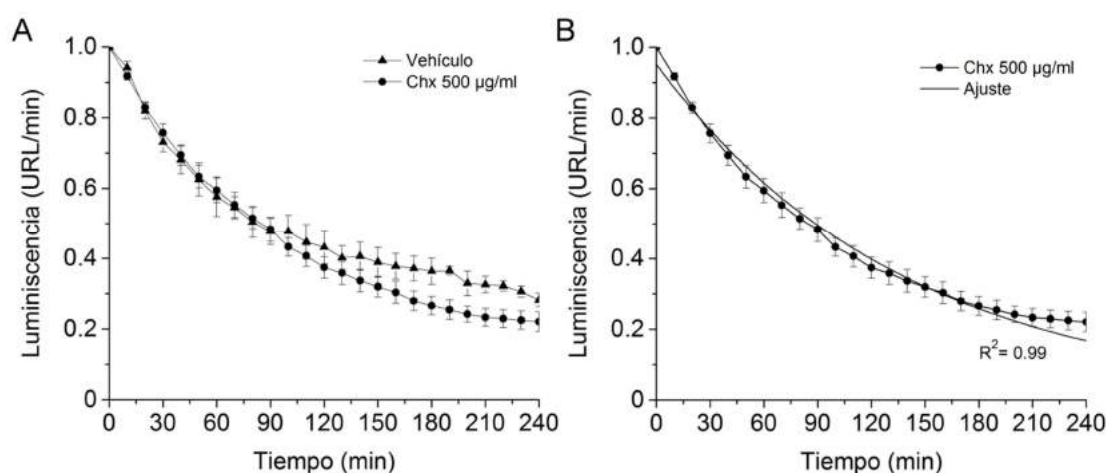 A
Vehículo
Chx 500 µg/ml
Luminiscencia (URL/min)
1.0
0.8
0.6
0.4
0.2
0
0 30 60 90 120 150 180 210 240
Tiempo (min)
B
Chx 500 µg/ml
Ajuste
Luminiscencia (URL/min)
1.0
0.8
0.6
0.4
0.2
0
R²= 0.99
0 30 60 90 120 150 180 210 240
Tiempo (min)